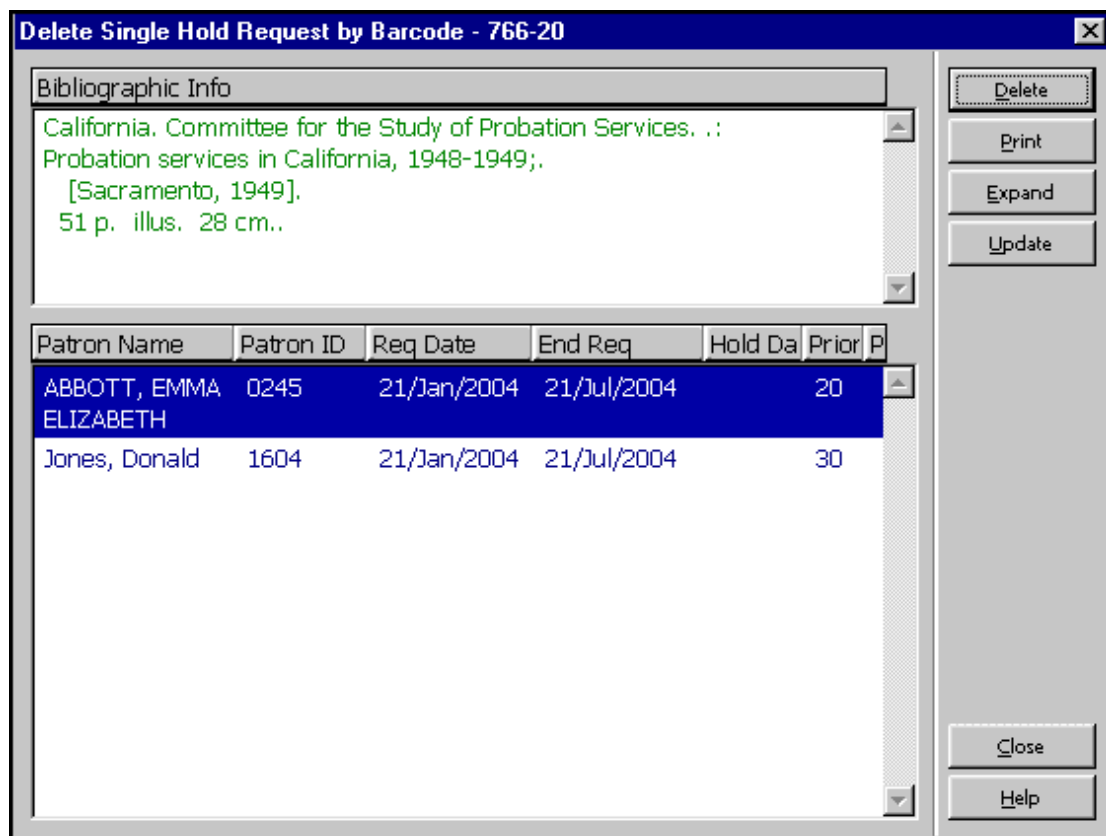 Delete Single Hold Request by Barcode - 766-20
Bibliographic Info
California. Committee for the Study of Probation Services. .:
Probation services in California, 1948-1949;.
[Sacramento, 1949].
51 p. illus. 28 cm..
Delete
Print
Expand
Update
Patron Name Patron ID Req Date End Req Hold Da Prior P
ABBOTT, EMMA 0245 21/Jan/2004 21/Jul/2004 20
ELIZABETH
Jones, Donald 1604 21/Jan/2004 21/Jul/2004 30
Close
Help